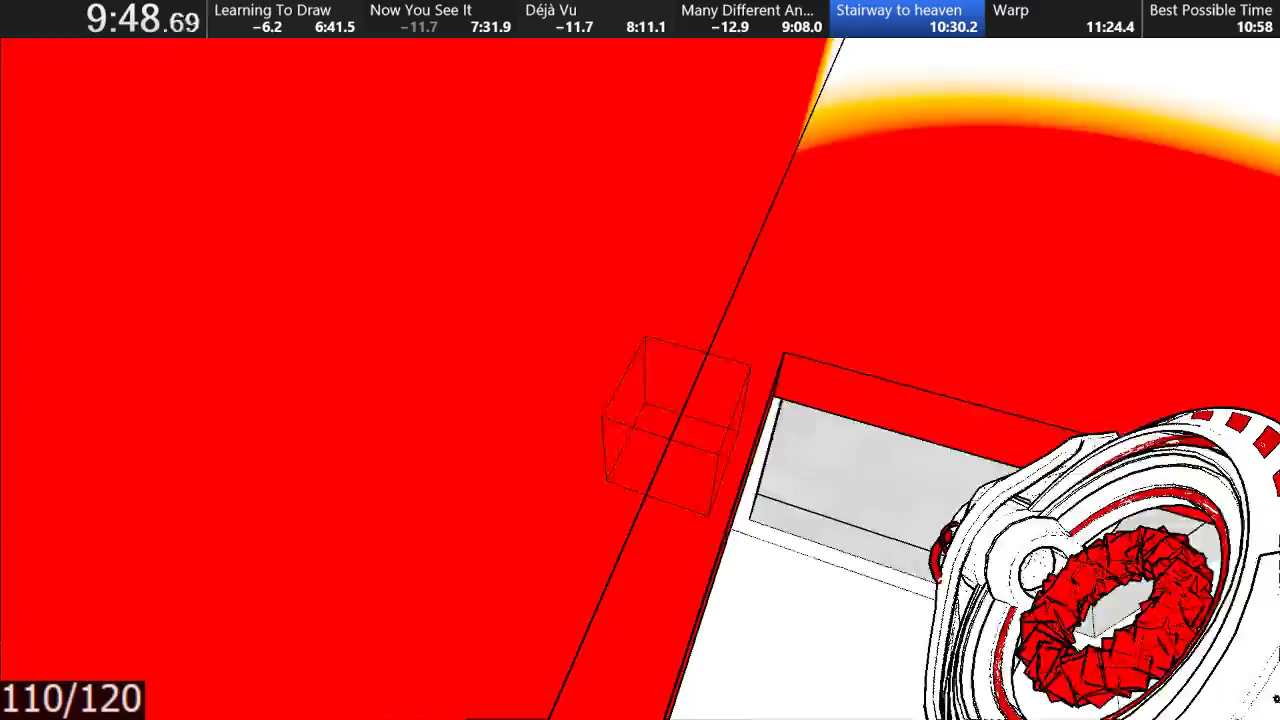 9:48.69
Learning To Draw
−6.2 6:41.5
Now You See It
−11.7 7:31.9
Déjà Vu
−11.7 8:11.1
Many Different An...
−12.9 9:08.0
Stairway to heaven
10:30.2
Warp
11:24.4
Best Possible Time
10:58
110/120